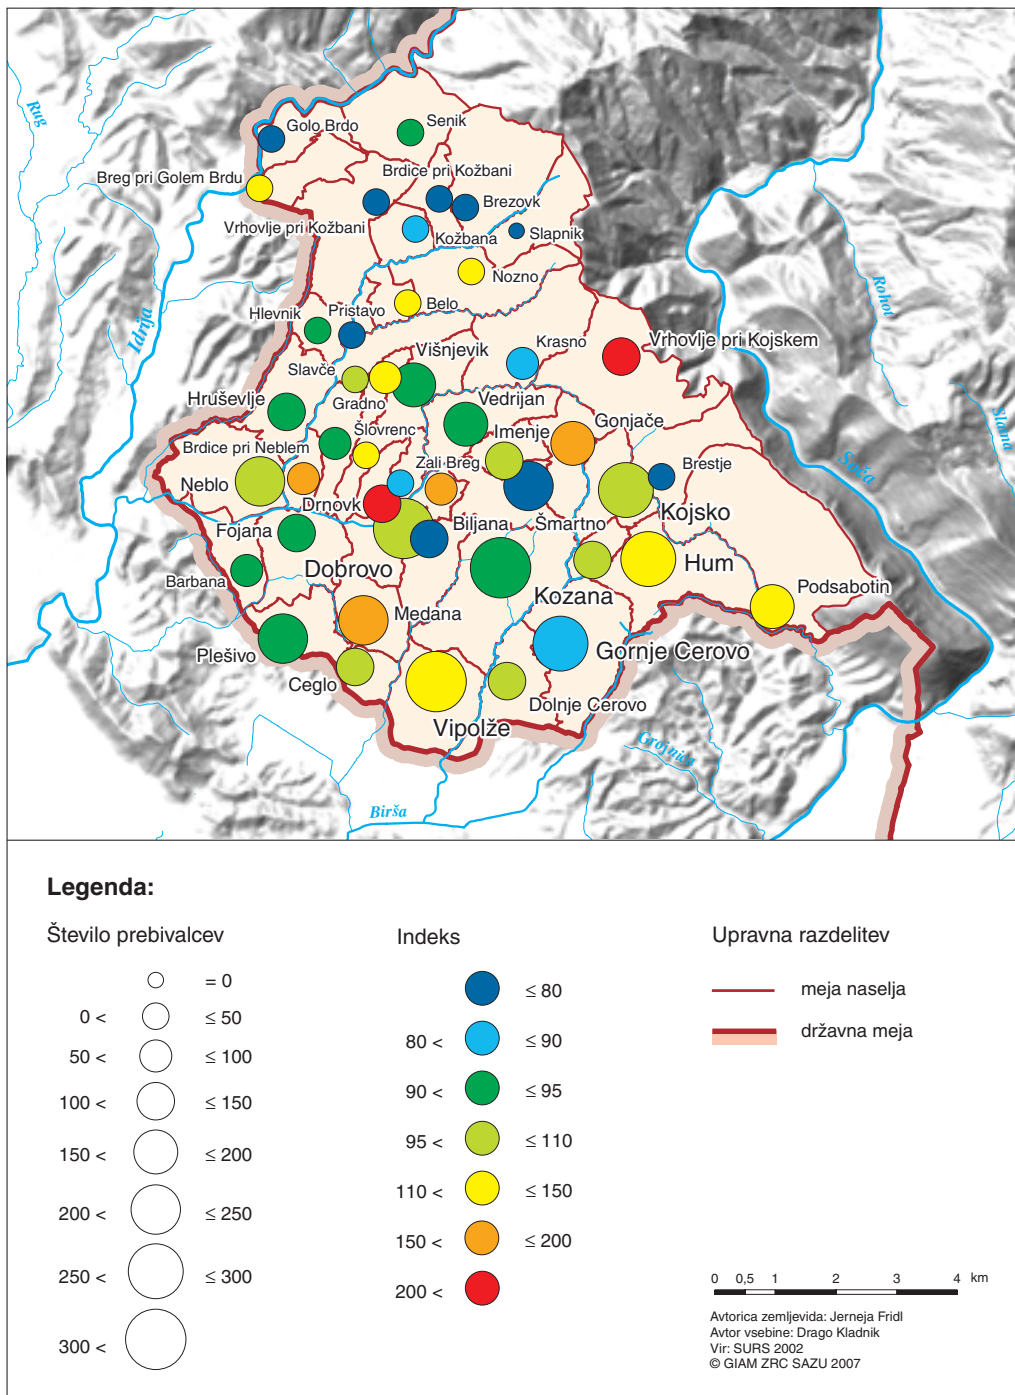 Rug
Golo Brdo
Senik
Breg pri Golem Brdu
Brdice pri Kožbani
Brezovk
Vrhovlje pri Kožbani
Kožbana
Slapnik
Nozno
Rohot
Idrija
Hlevnik
Pristavo
Belo
Višnjevik
Krasno
Vrhovlje pri Kojskem
Slavče
Hruševlje
Gradno
Vedrijan
Slama
Šlovrenc
Imenje
Gonjače
Brdice pri Neblem
Zali Breg
Brestje
Soča
Neblo
Drnovk
Kojsko
Fojana
Biljana
Šmartno
Barbana
Dobrovo
Hum
Kozana
Podsabotin
Medana
Plešivo
Gornje Cerovo
Ceglo
Dolnje Cerovo
Vipolže
Grojnica
Birša
Legenda:
Število prebivalcev
= 0
0 < ≤ 50
50 < ≤ 100
100 < ≤ 150
150 < ≤ 200
200 < ≤ 250
250 < ≤ 300
300 <
Indeks
≤ 80
80 < ≤ 90
90 < ≤ 95
95 < ≤ 110
110 < ≤ 150
150 < ≤ 200
200 <
Upravna razdelitev
meja naselja
državna meja
0 0,5 1 2 3 4 km
Avtorica zemljevida: Jerneja Fridl
Avtor vsebine: Drago Kladnik
Vir: SURS 2002
© GIAM ZRC SAZU 2007